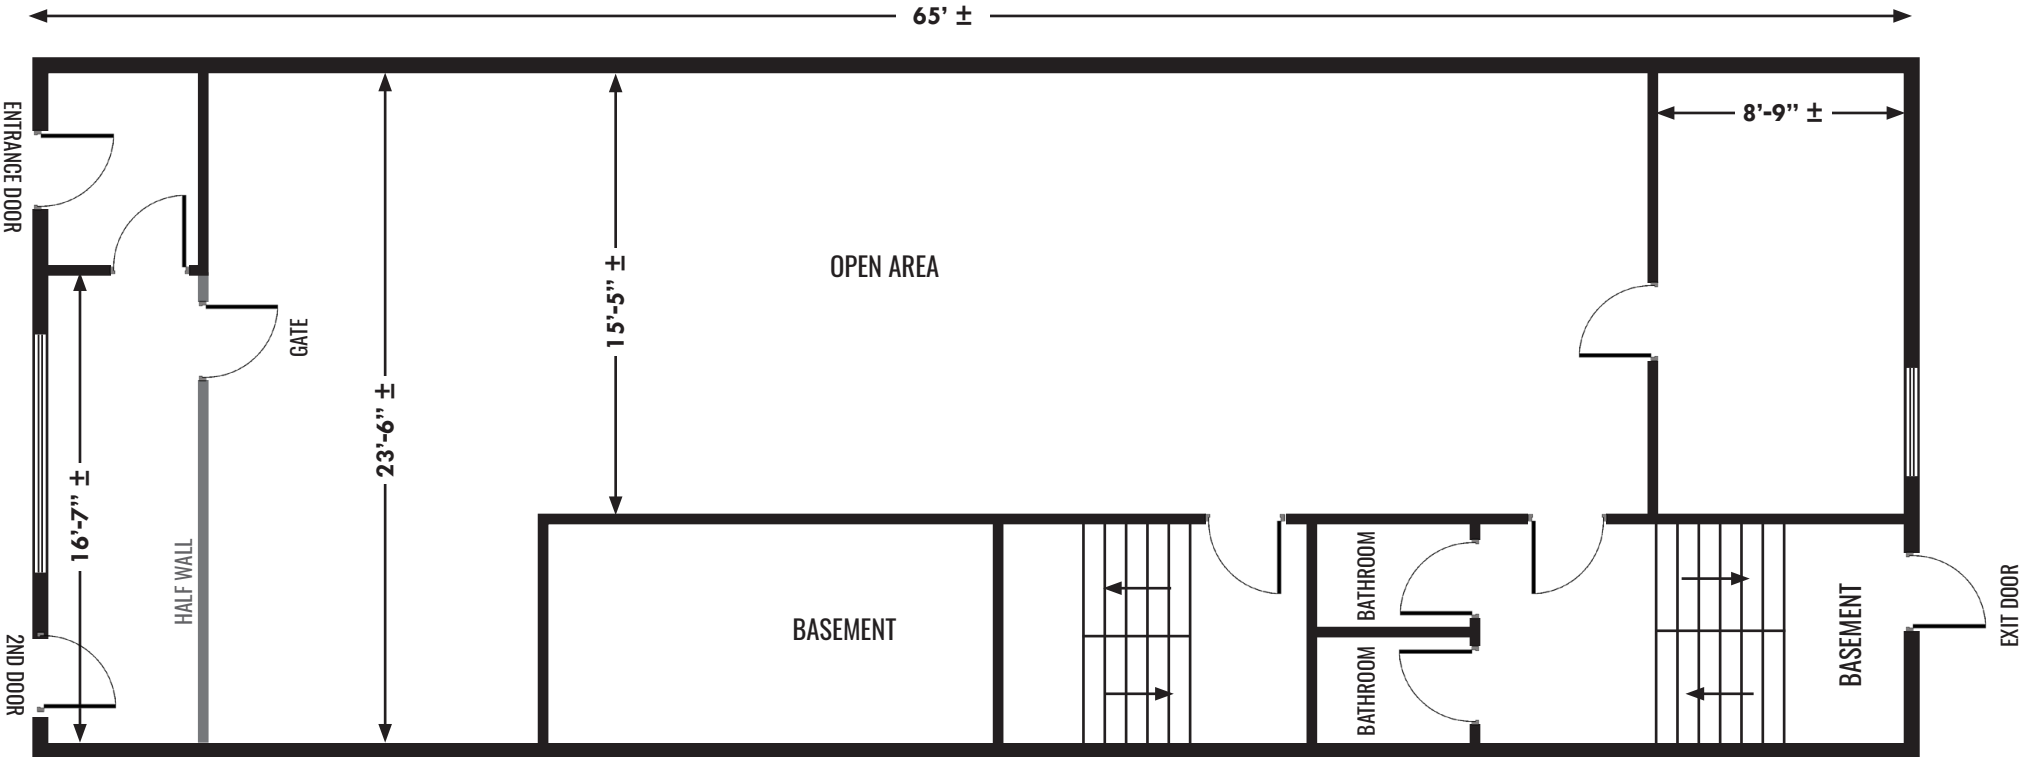 65’ ±
ENTRANCE DOOR
8’-9” ±
OPEN AREA
15’-5” ±
GATE
23’-6” ±
16’-7” ±
HALF WALL
2ND DOOR
BASEMENT
BATHROOM
BATHROOM
BASEMENT
EXIT DOOR